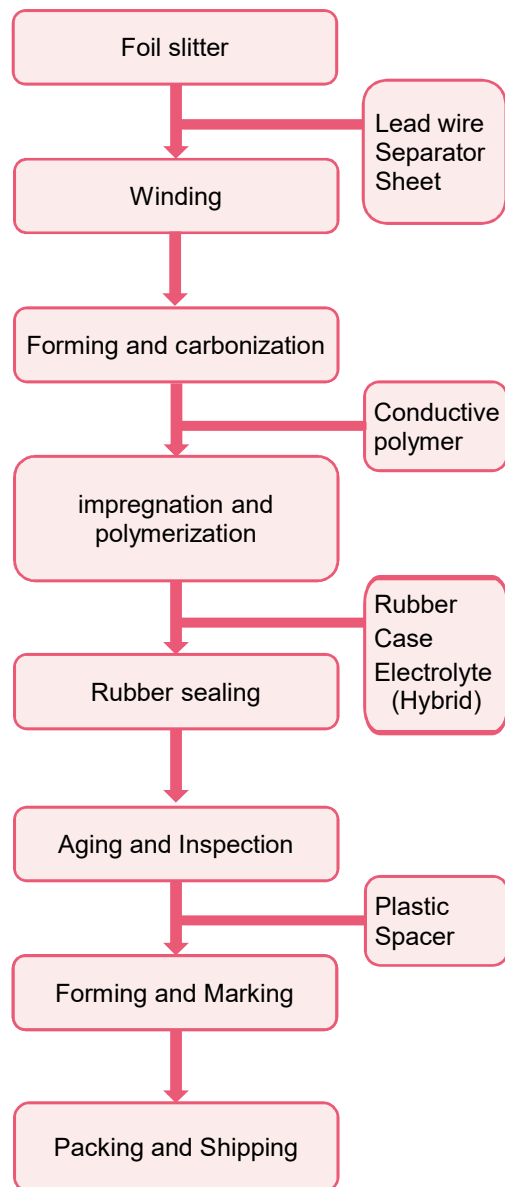 Foil slitter
Lead wire
Separator
Sheet
Winding
Forming and carbonization
Conductive
polymer
impregnation and
polymerization
Rubber
Case
Electrolyte
(Hybrid)
Rubber sealing
Aging and Inspection
Plastic
Spacer
Forming and Marking
Packing and Shipping